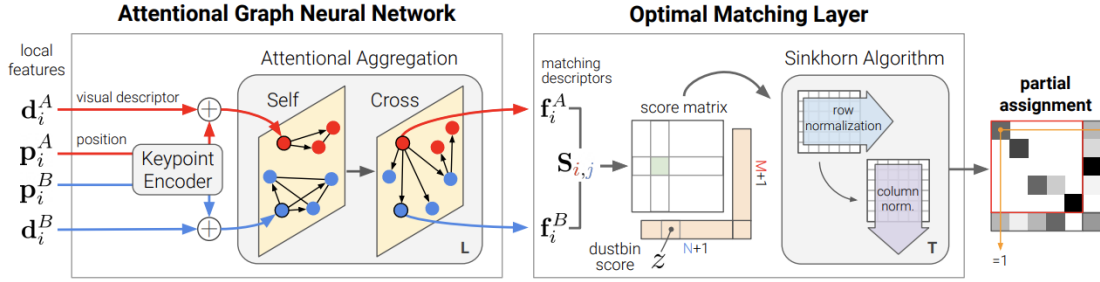 Attentional Graph Neural Network
Optimal Matching Layer
local
features
Attentional Aggregation
d_i^A
visual descriptor
+
p_i^A
position
Keypoint
Encoder
p_i^B
d_i^B
+
Self
Cross
L
matching
descriptors
f_i^A
S_{i,j}
f_i^B
score matrix
M+1
dustbin
score
z
N+1
Sinkhorn Algorithm
row
normalization
column
norm.
T
partial
assignment
=1